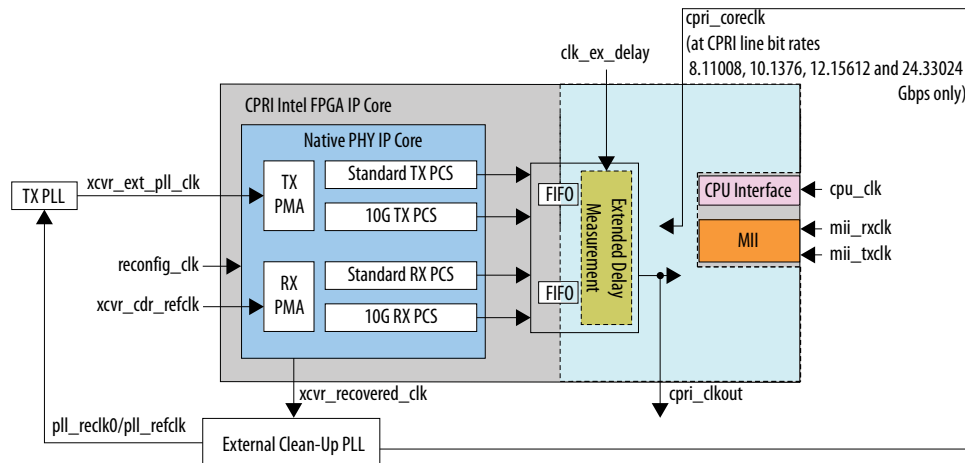 cpri_coreclk
(at CPRI line bit rates
8.11008, 10.1376, 12.15612 and 24.33024
Gbps only)
clk_ex_delay
CPRI Intel FPGA IP Core
Native PHY IP Core
Standard TX PCS
TX
PMA
10G TX PCS
Standard RX PCS
RX
PMA
10G RX PCS
FIFO
FIFO
Extended Delay
Measurement
CPU Interface
MII
cpu_clk
mii_rxclk
mii_txclk
TX PLL
xcvr_ext_pll_clk
reconfig_clk
xcvr_cdr_refclk
xcvr_recovered_clk
cpri_clkout
pll_reclk0/pll_refclk
External Clean-Up PLL